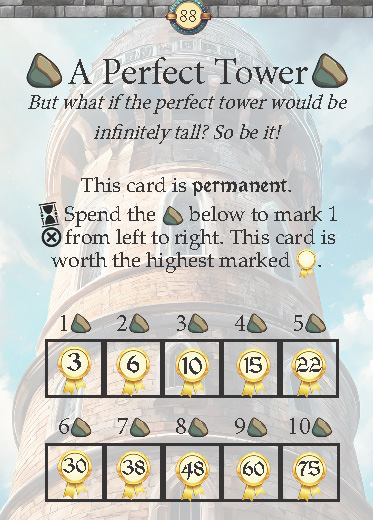 88
A Perfect Tower
But what if the perfect tower would be
infinitely tall? So be it!
This card is permanent.
Spend the below to mark 1
from left to right. This card is
worth the highest marked .
1 2 3 4 5
3 6 10 15 22
6 7 8 9 10
30 38 48 60 75